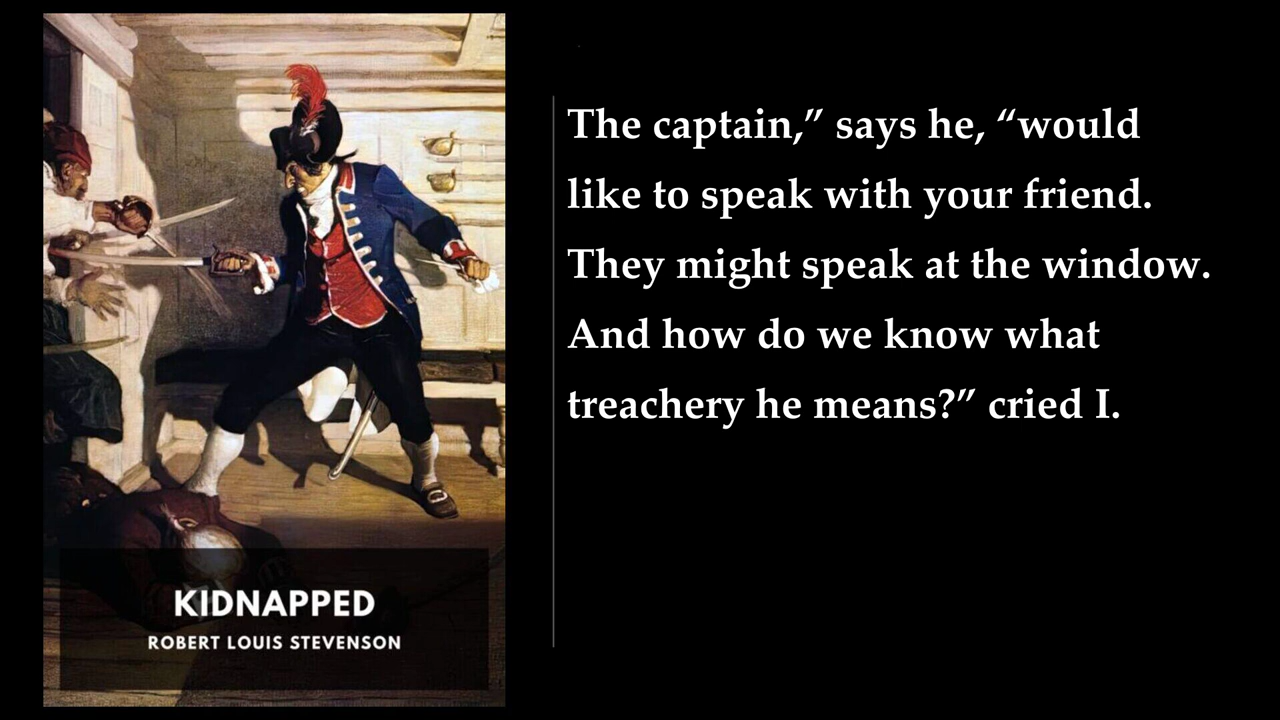 The captain,” says he, “would
like to speak with your friend.
They might speak at the window.
And how do we know what
treachery he means?” cried I.
KIDNAPPED
ROBERT LOUIS STEVENSON